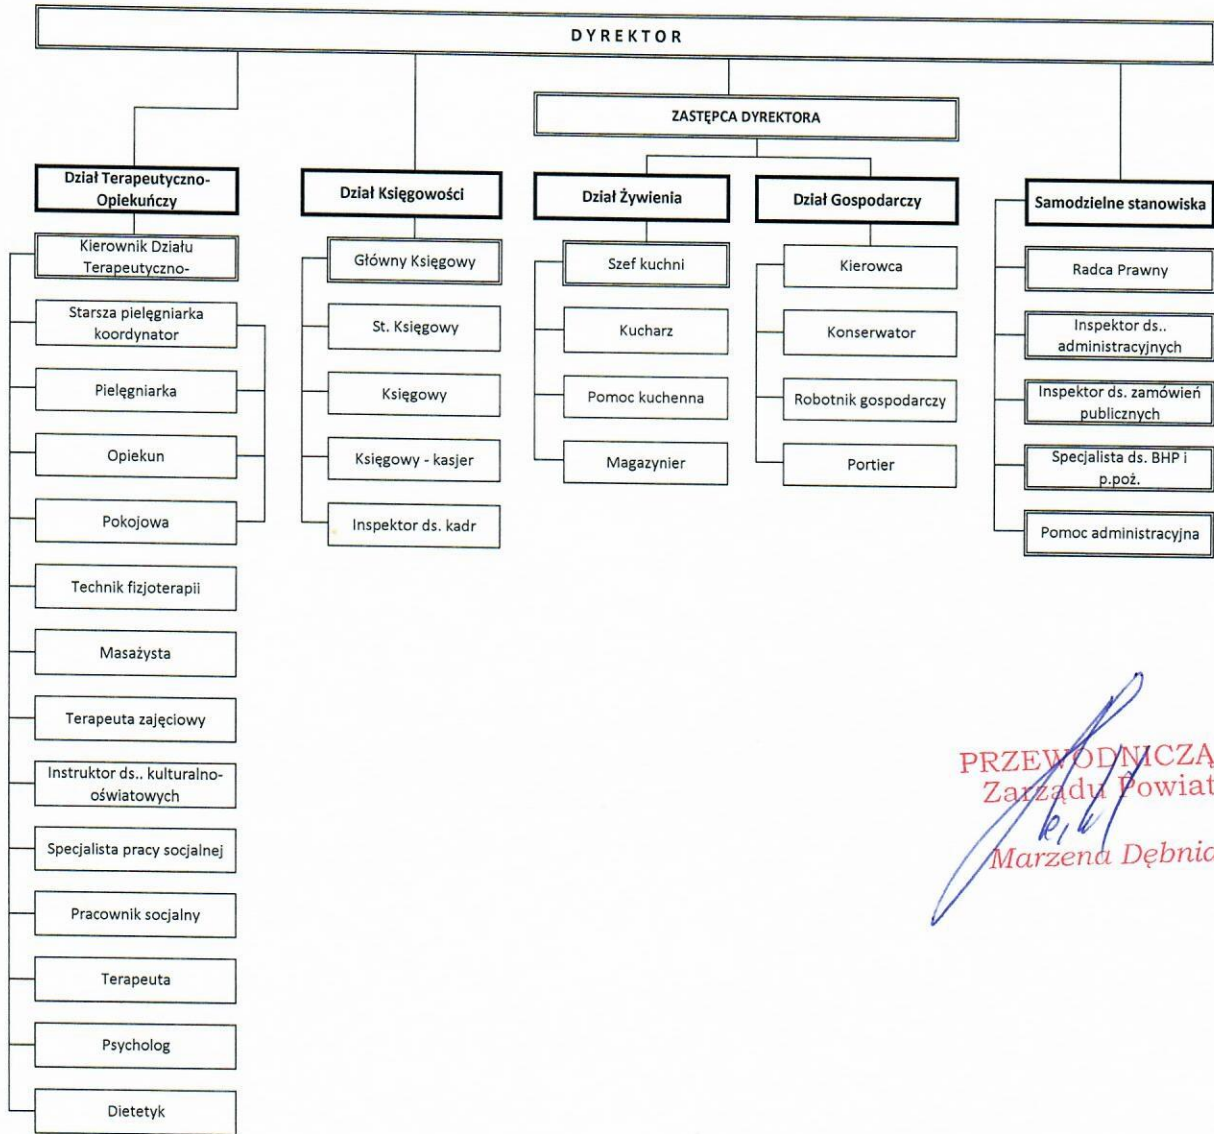 DYREKTOR
ZASTĘPCA DYREKTORA
Dział Terapeutyczno-
Opiekuńczy
Kierownik Działu
Terapeutyczno-
Starsza pielęgniarka
koordynator
Pielęgniarka
Opiekun
Pokojowa
Technik fizjoterapii
Masażysta
Terapeuta zajęciowy
Instruktor ds.. kulturalno-
oświatowych
Specjalista pracy socjalnej
Pracownik socjalny
Terapeuta
Psycholog
Dietetyk
Dział Księgowości
Główny Księgowy
St. Księgowy
Księgowy
Księgowy - kasjer
Inspektor ds. kadr
Dział Żywienia
Szef kuchni
Kucharz
Pomoc kuchenna
Magazynier
Dział Gospodarczy
Kierowca
Konserwator
Robotnik gospodarczy
Portier
Samodzielne stanowiska
Radca Prawny
Inspektor ds..
administracyjnych
Inspektor ds. zamówień
publicznych
Specjalista ds. BHP i
p.poż.
Pomoc administracyjna
PRZEWODNICZĄ
Zarządu Powiat
Marzena Dębnia